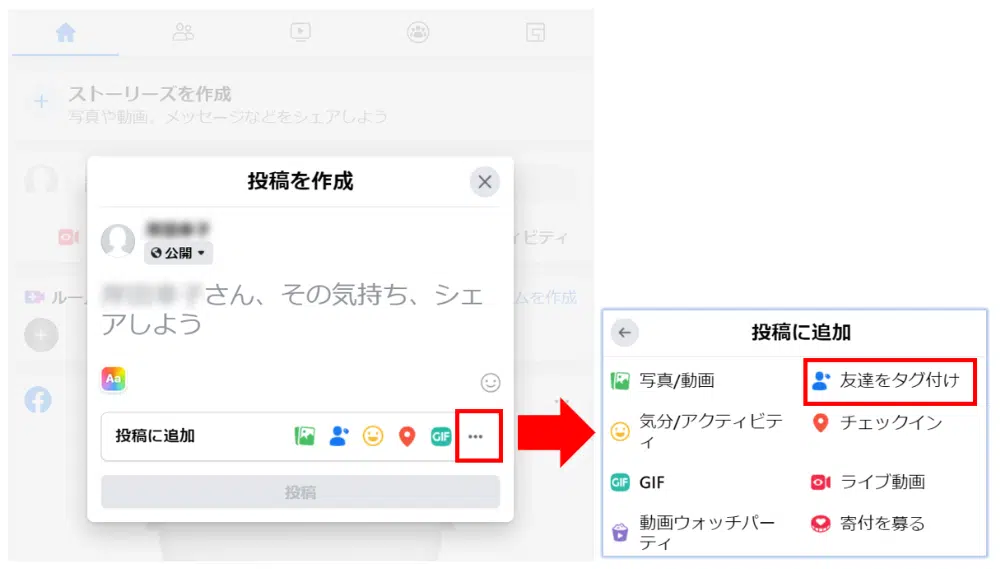 ストーリーズを作成
写真や動画、メッセージなどをシェアしよう
投稿を作成
公開
さん、その気持ち、シェ
アしよう
ィビティ
ルー
ムを作成
Aa
投稿に追加
GIF
投稿
投稿に追加
写真/動画
友達をタグ付け
気分/アクティビテ
ィ
チェックイン
GIF
GIF
ライブ動画
動画ウォッチパー
ティ
寄付を募る